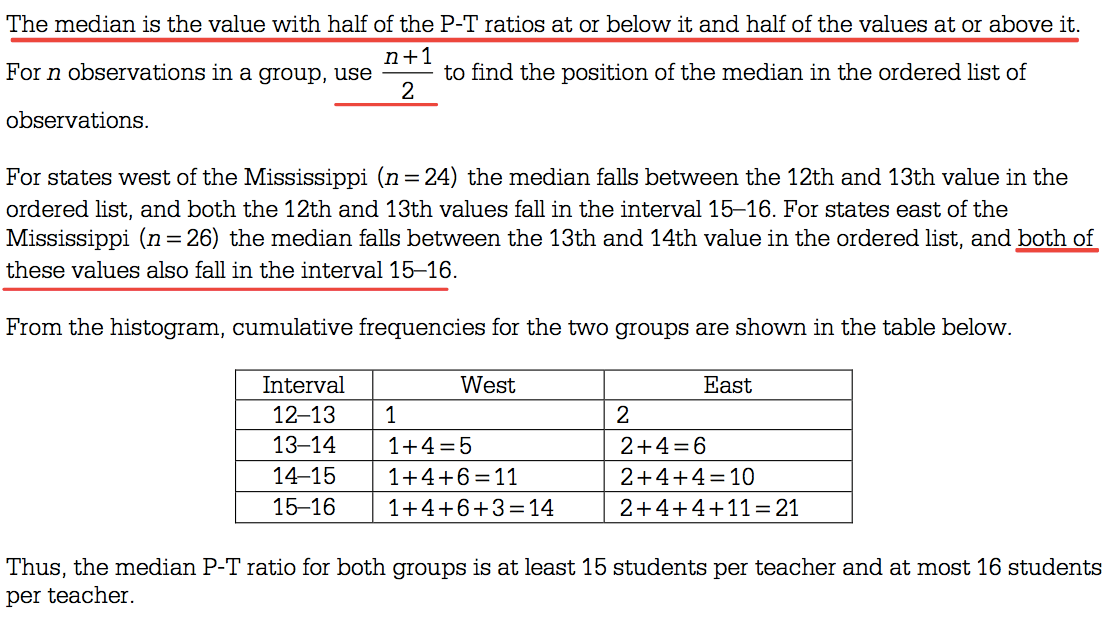 The median is the value with half of the P-T ratios at or below it and half of the values at or above it.
For n observations in a group, use (n+1)/2 to find the position of the median in the ordered list of
observations.
For states west of the Mississippi (n = 24) the median falls between the 12th and 13th value in the
ordered list, and both the 12th and 13th values fall in the interval 15–16. For states east of the
Mississippi (n = 26) the median falls between the 13th and 14th value in the ordered list, and both of
these values also fall in the interval 15–16.
From the histogram, cumulative frequencies for the two groups are shown in the table below.
Interval West East
12–13 1 2
13–14 1+4=5 2+4=6
14–15 1+4+6=11 2+4+4=10
15–16 1+4+6+3=14 2+4+4+11=21
Thus, the median P-T ratio for both groups is at least 15 students per teacher and at most 16 students
per teacher.